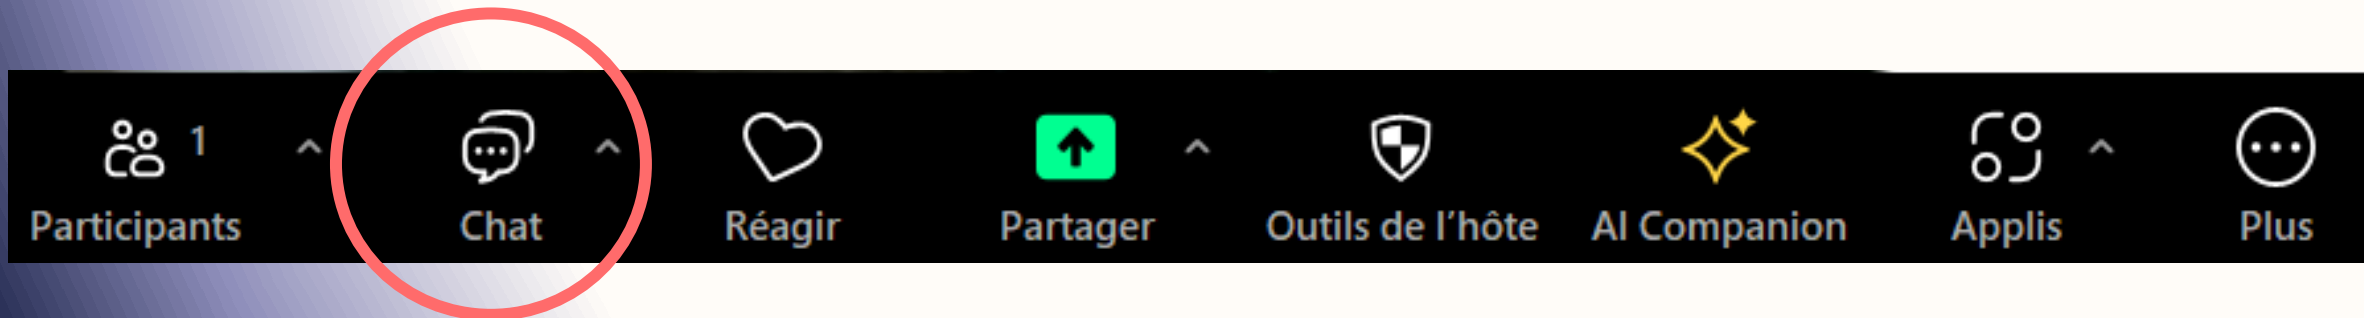 1
Participants
Chat
Réagir
Partager
Outils de l’hôte
AI Companion
Applis
Plus